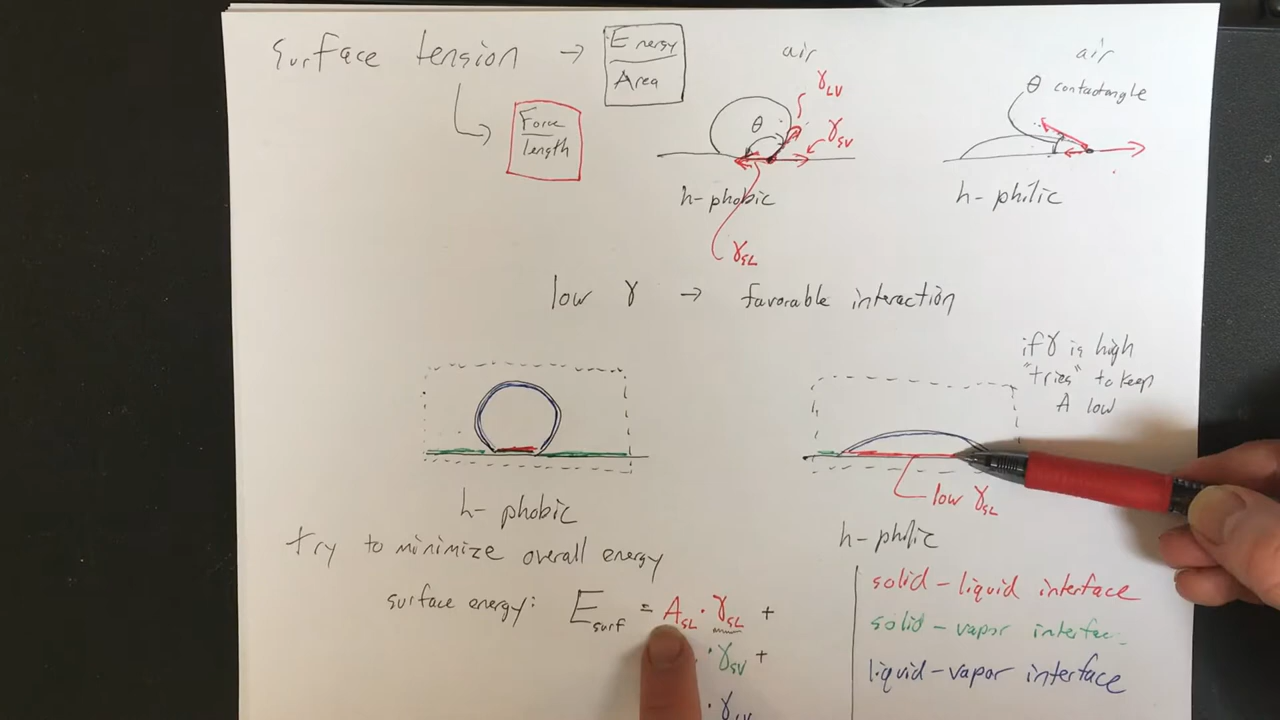 surface tension → Energy
Area
Force
length
air
γLV
θ
γSV
h-phobic
γSL
air
θ contact angle
h-philic
low γ → favorable interaction
if γ is high
"tries" to keep
A low
h-phobic
low γSL
h-philic
try to minimize overall energy
surface energy: Esurf = ASL · γSL +
· γSV +
· γLV
solid-liquid interface
solid-vapor interfac
liquid-vapor interface